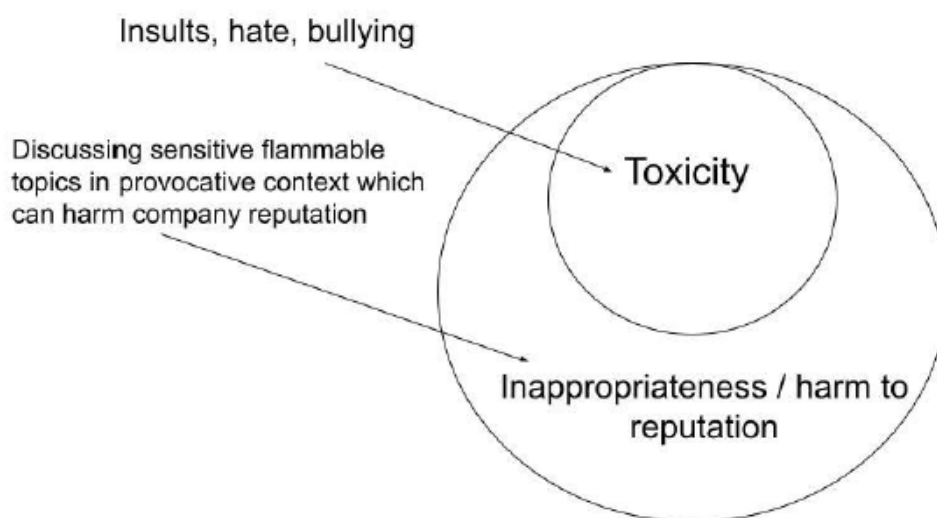 Insults, hate, bullying
Discussing sensitive flammable
topics in provocative context which
can harm company reputation
Toxicity
Inappropriateness / harm to
reputation